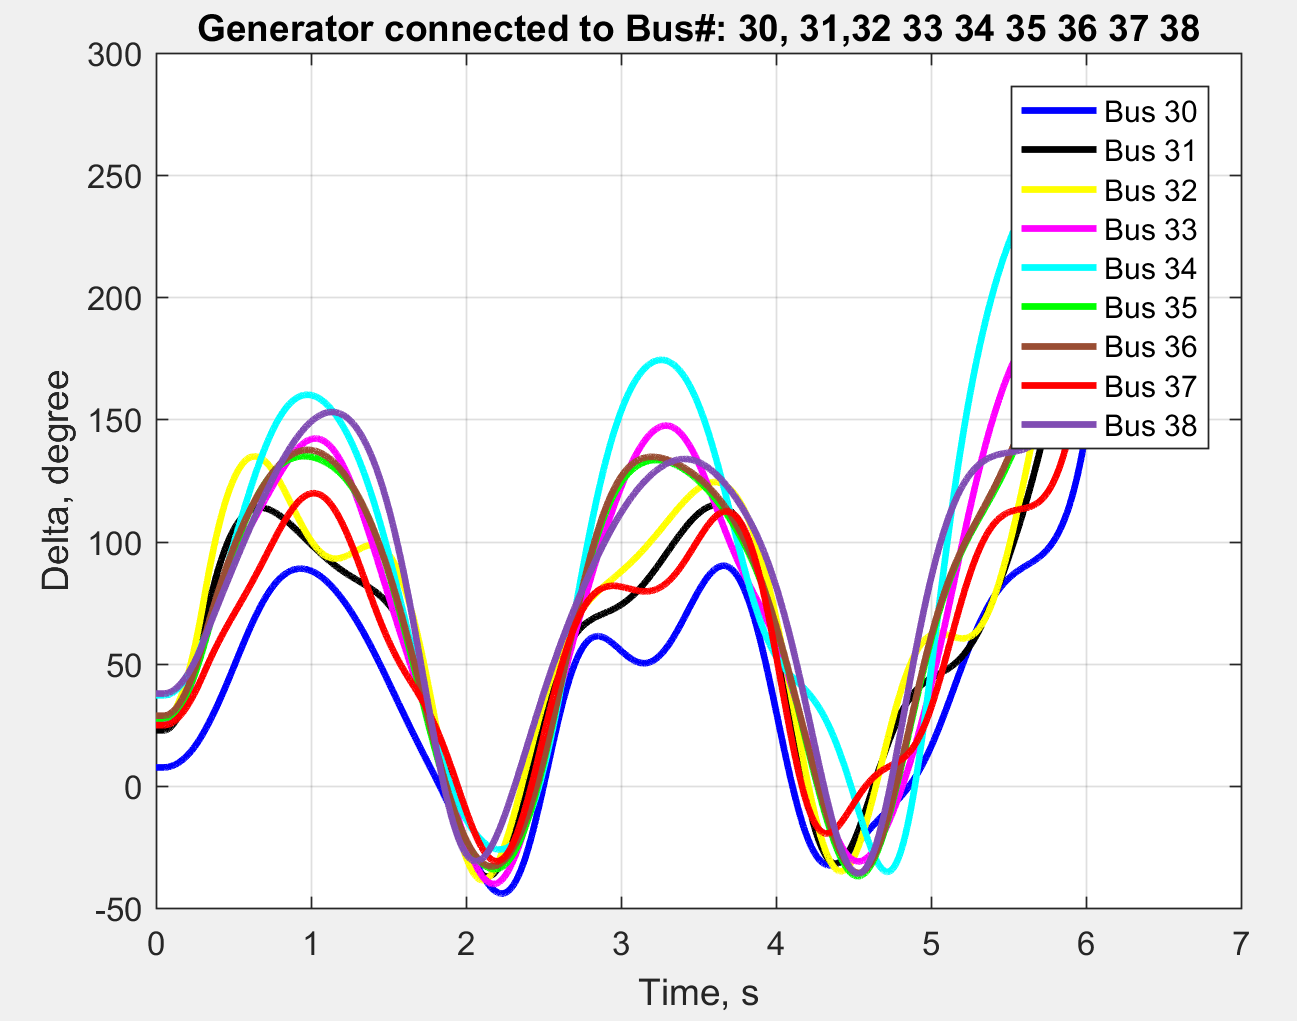 Generator connected to Bus#: 30, 31,32 33 34 35 36 37 38
300
250
200
150
100
50
0
-50
Delta, degree
Bus 30
Bus 31
Bus 32
Bus 33
Bus 34
Bus 35
Bus 36
Bus 37
Bus 38
0 1 2 3 4 5 6 7
Time, s